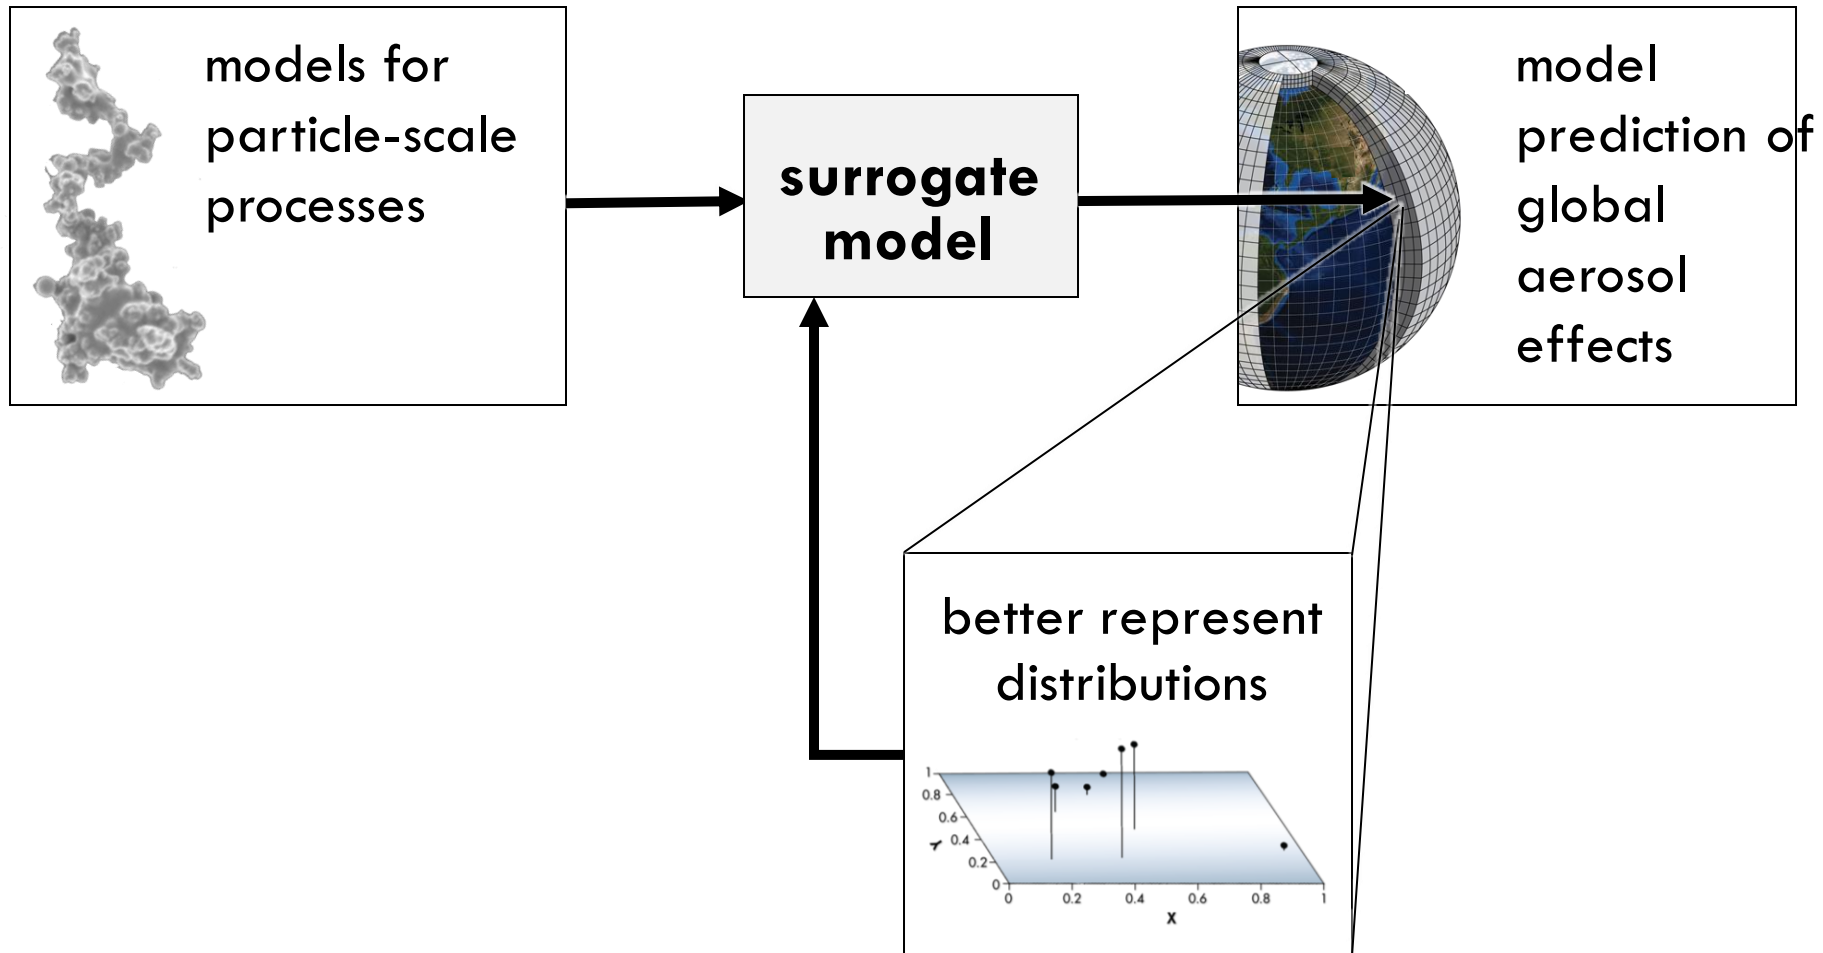 models for
particle-scale
processes
surrogate
model
model
prediction of
global
aerosol
effects
better represent
distributions
1
0.8
0.6
0.4
0.2
0
Y
0 0.2 0.4 0.6 0.8 1
X